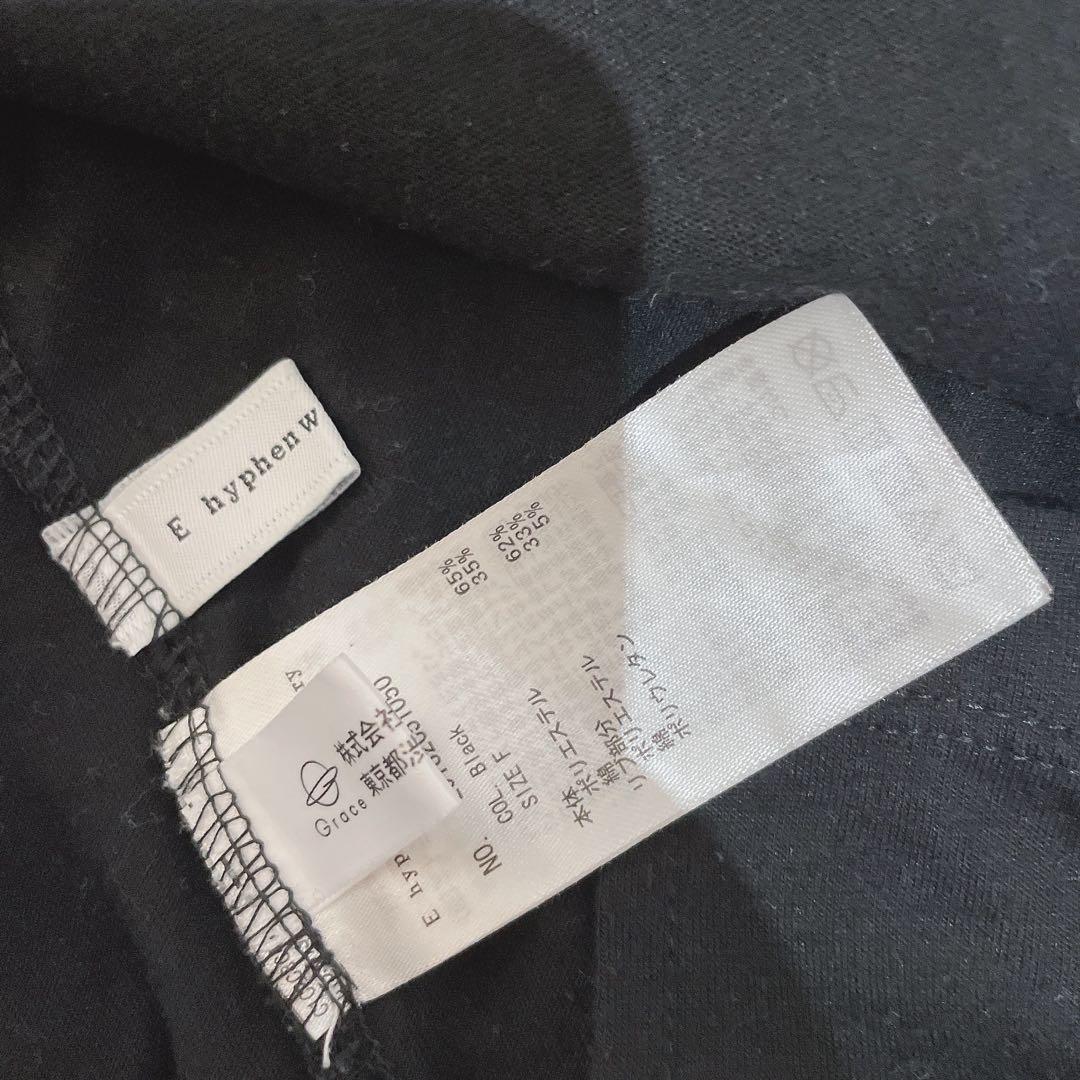 E hyphen w
E hyp
NO.
COL. Black
SIZE F
本体
ポリエステル 65%
綿 35%
リブ部分
ポリエステル 62%
綿 33%
ポリウレタン 5%
株式会社
東京都渋
Grace